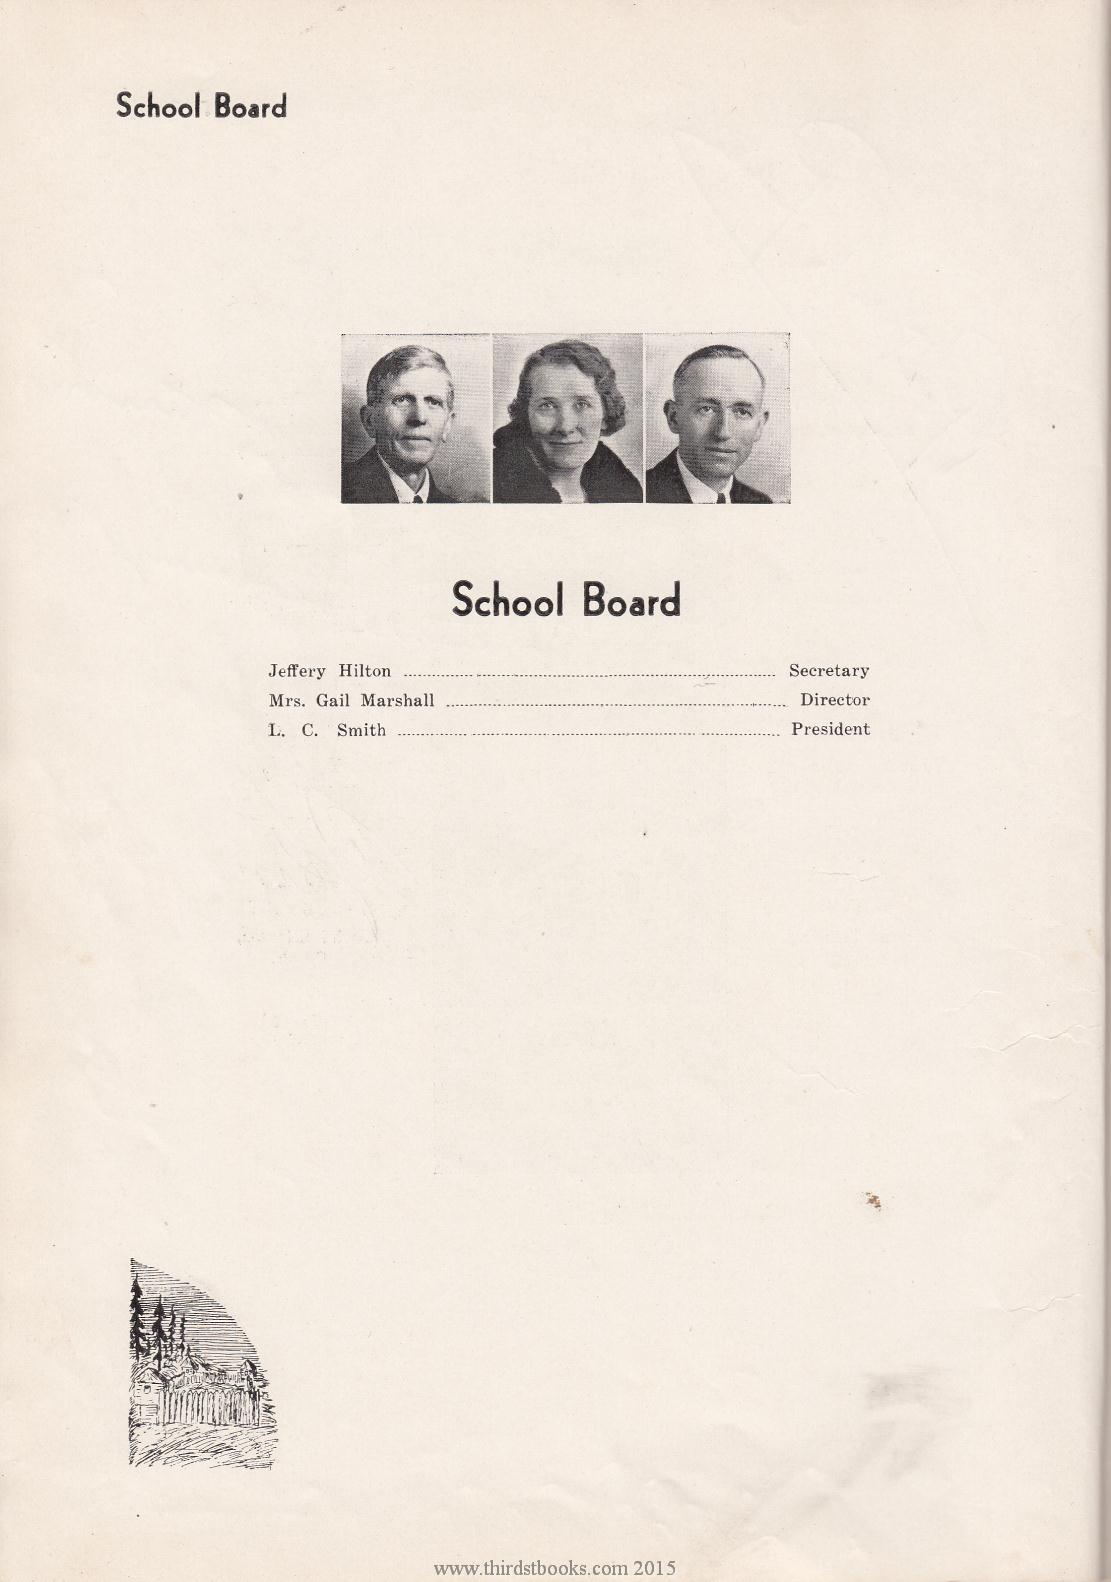 School Board
School Board
Jeffery Hilton ........ Secretary
Mrs. Gail Marshall ........ Director
L. C. Smith ........ President
www.thirdstbooks.com 2015